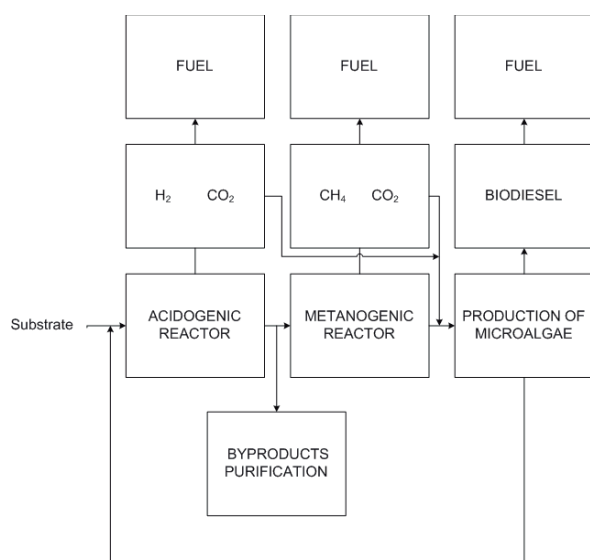 FUEL
FUEL
FUEL
H₂ CO₂
CH₄ CO₂
BIODIESEL
Substrate
ACIDOGENIC
REACTOR
METANOGENIC
REACTOR
PRODUCTION OF
MICROALGAE
BYPRODUCTS
PURIFICATION